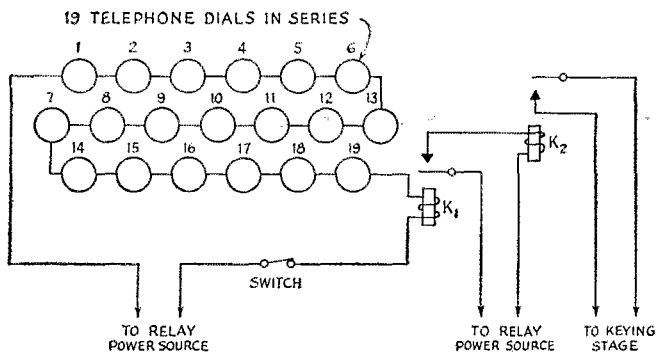 19 TELEPHONE DIALS IN SERIES
1 2 3 4 5 6
7 8 9 10 11 12 13
14 15 16 17 18 19
K1
K2
SWITCH
TO RELAY
POWER SOURCE
TO RELAY
POWER SOURCE
TO KEYING
STAGE